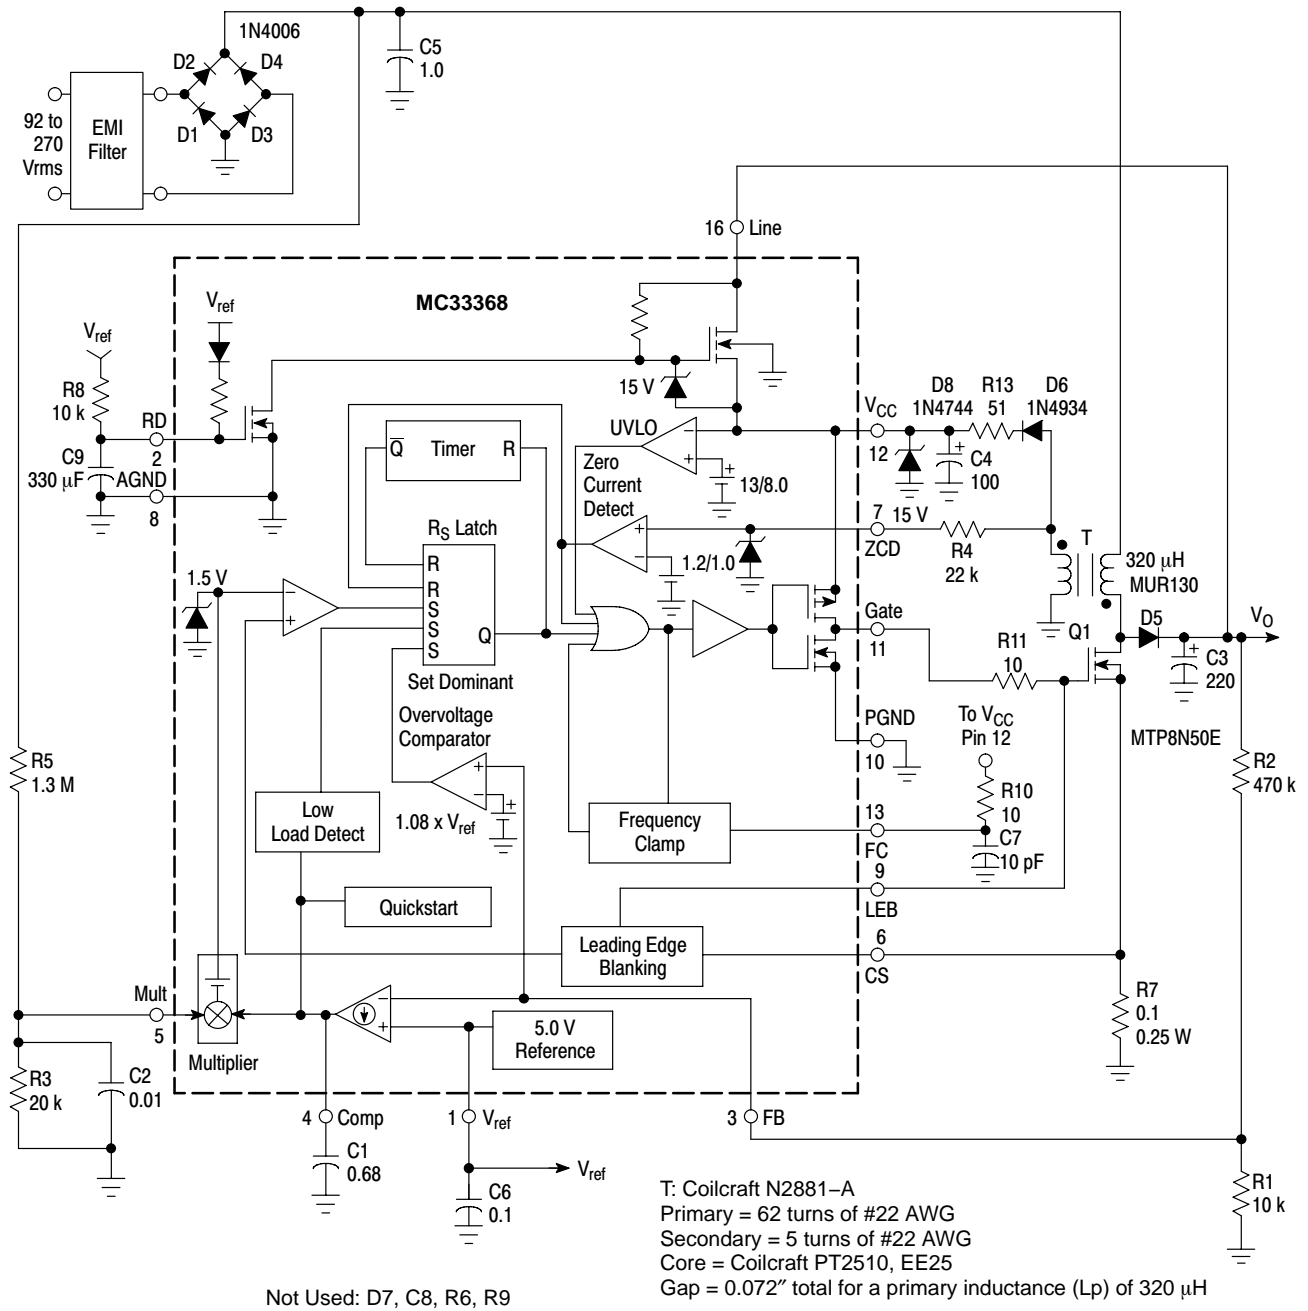 1N4006
C5
1.0
D2
D4
D1
D3
92 to
270
Vrms
EMI
Filter
16
Line
MC33368
Vref
Vref
R8
10 k
RD
2
C9
330 μF
AGND
8
15 V
UVLO
13/8.0
VCC
12
D8
1N4744
R13
51
D6
1N4934
C4
100
Q̅
Timer
R
Zero
Current
Detect
1.2/1.0
7
15 V
ZCD
R4
22 k
T
320 μH
MUR130
RS Latch
R
R
S
S
S
Q
Set Dominant
1.5 V
Gate
11
R11
10
Q1
D5
VO
C3
220
MTP8N50E
Overvoltage
Comparator
1.08 x Vref
PGND
10
To VCC
Pin 12
R10
10
C7
10 pF
R5
1.3 M
R2
470 k
Low
Load Detect
Frequency
Clamp
13
FC
9
LEB
Quickstart
Leading Edge
Blanking
6
CS
R7
0.1
0.25 W
Mult
5
Multiplier
5.0 V
Reference
R3
20 k
C2
0.01
4
Comp
1
Vref
3
FB
C1
0.68
Vref
C6
0.1
R1
10 k
T: Coilcraft N2881−A
Primary = 62 turns of #22 AWG
Secondary = 5 turns of #22 AWG
Core = Coilcraft PT2510, EE25
Gap = 0.072″ total for a primary inductance (Lp) of 320 μH
Not Used: D7, C8, R6, R9